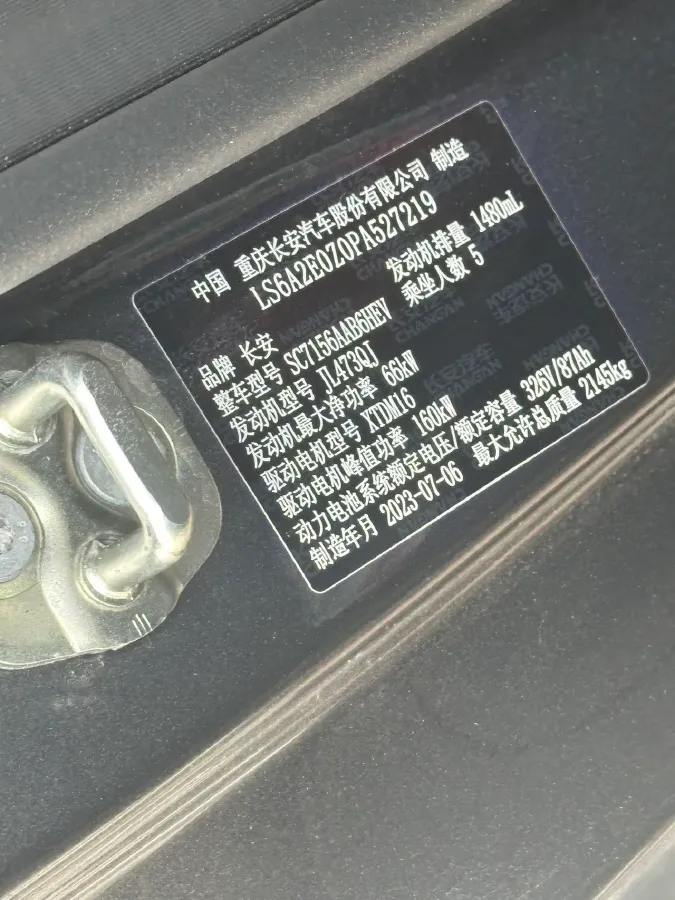 中国 重庆长安汽车股份有限公司 制造
LS6A2E0Z0PA527219
品牌 长安
整车型号 SC7156AAB6HEV
发动机型号 JL473QJ 发动机排量 1480mL
发动机最大净功率 66kW 乘坐人数 5
驱动电机型号 XTDM16
驱动电机峰值功率 160kW
动力电池系统额定电压/额定容量 326V/87Ah
制造年月 2023-07-06 最大允许总质量 2145kg